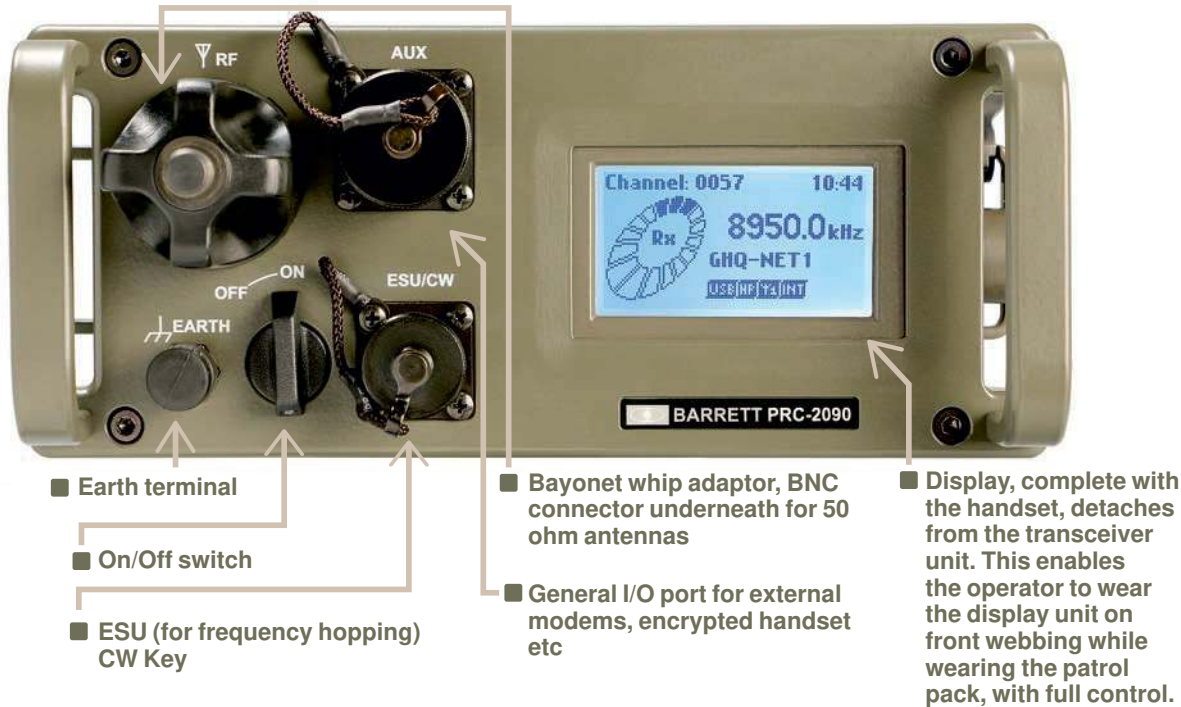 RF
AUX
ON
OFF
ESU/CW
EARTH
Channel: 0057 10:44
Rx
8950.0kHz
GHQ-NET1
USB HP INT
BARRETT PRC-2090
Earth terminal
On/Off switch
ESU (for frequency hopping)
CW Key
Bayonet whip adaptor, BNC
connector underneath for 50
ohm antennas
General I/O port for external
modems, encrypted handset
etc
Display, complete with
the handset, detaches
from the transceiver
unit. This enables
the operator to wear
the display unit on
front webbing while
wearing the patrol
pack, with full control.